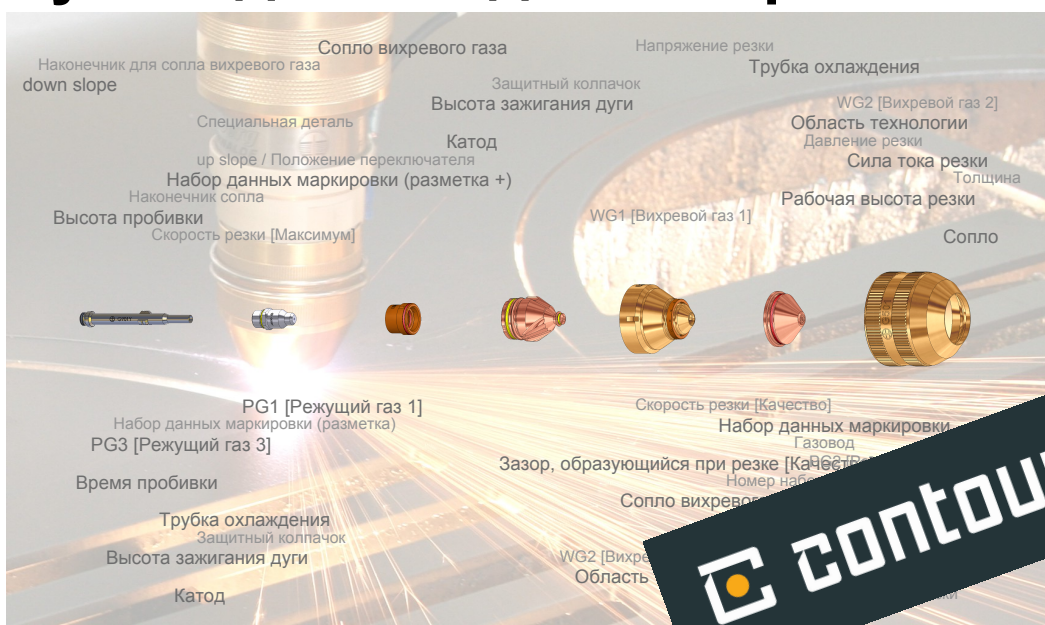 Сопло вихревого газа
Напряжение резки
Наконечник для сопла вихревого газа
Трубка охлаждения
down slope
Защитный колпачок
Высота зажигания дуги
WG2 [Вихревой газ 2]
Специальная деталь
Область технологии
Катод
Давление резки
up slope / Положение переключателя
Сила тока резки
Набор данных маркировки (разметка +)
Толщина
Наконечник сопла
Рабочая высота резки
Высота пробивки
WG1 [Вихревой газ 1]
Скорость резки [Максимум]
Сопло
PG1 [Режущий газ 1]
Скорость резки [Качество]
Набор данных маркировки (разметка)
Набор данных маркировки
PG3 [Режущий газ 3]
Газовод
Зазор, образующийся при резке
Время пробивки
Номер
Сопло
Трубка охлаждения
Защитный колпачок
Высота зажигания дуги
WG2
Область
Катод
contou